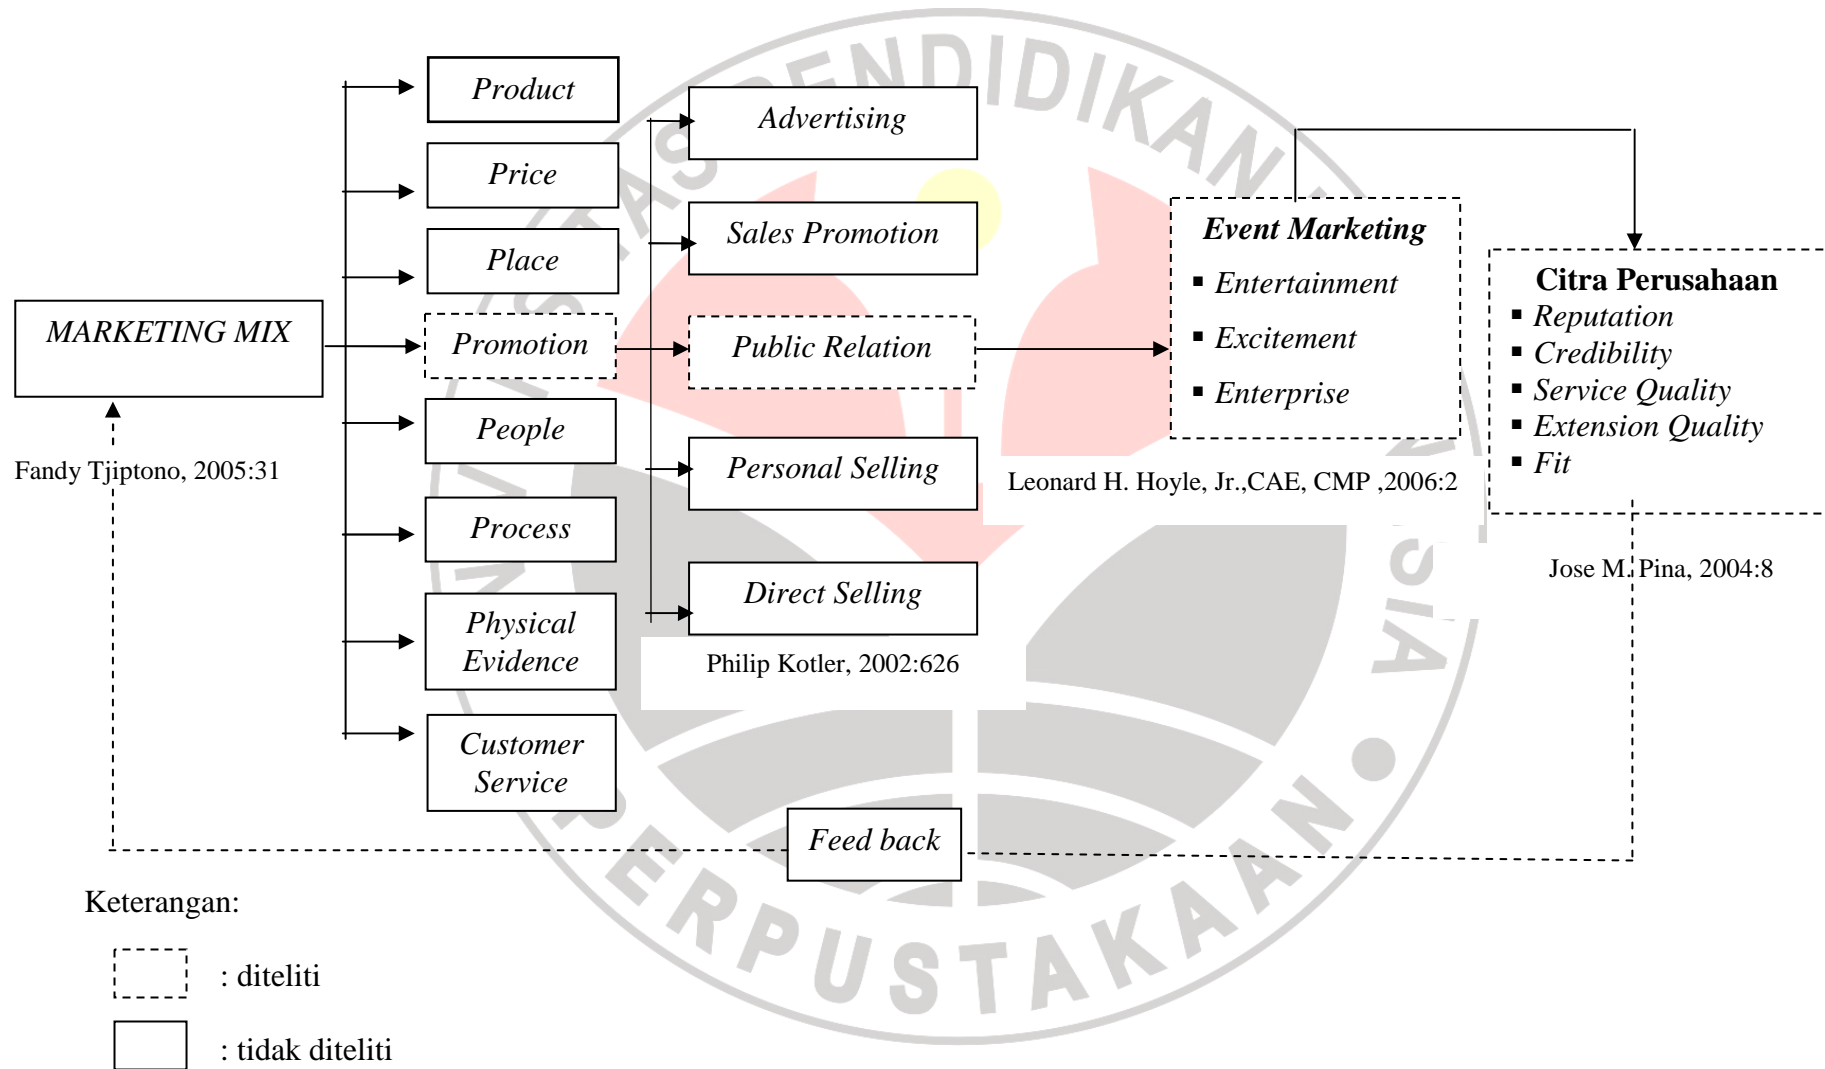 MARKETING MIX
Fandy Tjiptono, 2005:31
Product
Price
Place
Promotion
People
Process
Physical
Evidence
Customer
Service
Advertising
Sales Promotion
Public Relation
Personal Selling
Direct Selling
Philip Kotler, 2002:626
Event Marketing
▪ Entertainment
▪ Excitement
▪ Enterprise
Leonard H. Hoyle, Jr.,CAE, CMP ,2006:2
Citra Perusahaan
▪ Reputation
▪ Credibility
▪ Service Quality
▪ Extension Quality
▪ Fit
Jose M. Pina, 2004:8
Feed back
Keterangan:
: diteliti
: tidak diteliti
PERPUSTAKAAN